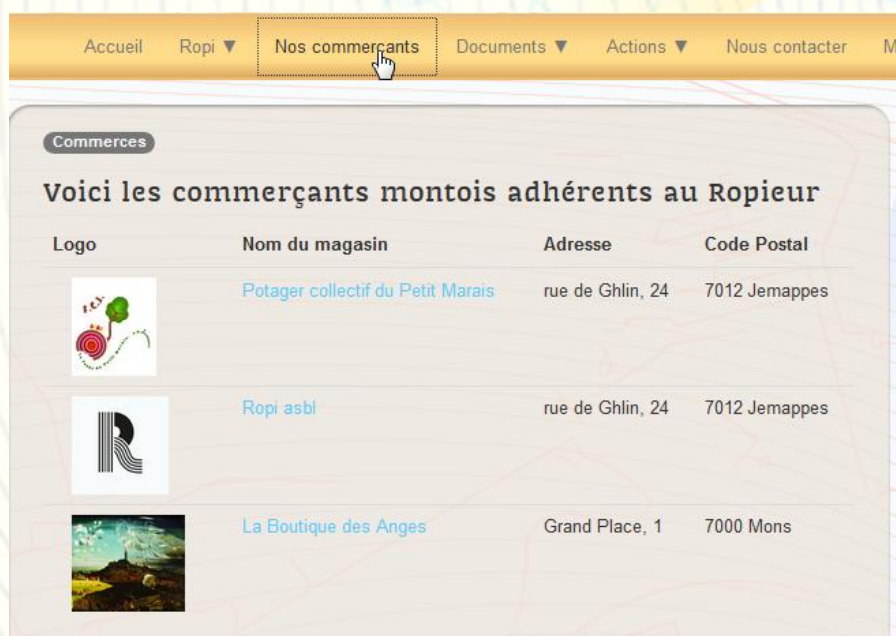 Accueil Ropi ▼ Nos commerçants Documents ▼ Actions ▼ Nous contacter M
Commerces
Voici les commerçants montois adhérents au Ropieur
Logo Nom du magasin Adresse Code Postal
Potager collectif du Petit Marais rue de Ghlin, 24 7012 Jemappes
R
Ropi asbl rue de Ghlin, 24 7012 Jemappes
La Boutique des Anges Grand Place, 1 7000 Mons